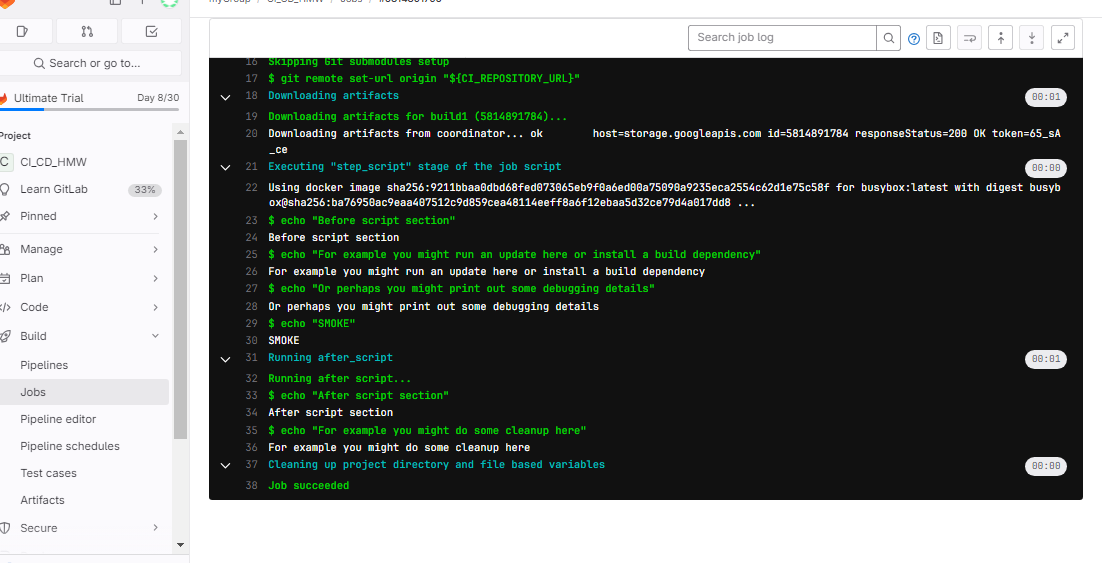 Search or go to...
Ultimate Trial Day 8/30
Project
C CI_CD_HMW
Learn GitLab 33%
Pinned
Manage
Plan
Code
Build
Pipelines
Jobs
Pipeline editor
Pipeline schedules
Test cases
Artifacts
Secure
Search job log
16 Skipping Git submodules setup
17 $ git remote set-url origin "${CI_REPOSITORY_URL}"
18 Downloading artifacts 00:01
19 Downloading artifacts for build1 (5814891784)...
20 Downloading artifacts from coordinator... ok host=storage.googleapis.com id=5814891784 responseStatus=200 OK token=65_sA
_ce
21 Executing "step_script" stage of the job script 00:00
22 Using docker image sha256:9211bbaa0dbd68fed073065eb9f0a6ed00a75090a9235eca2554c62d1e75c58f for busybox:latest with digest busyb
ox@sha256:ba76950ac9eaa407512c9d859cea48114eeff8a6f12ebaa5d32ce79d4a017dd8 ...
23 $ echo "Before script section"
24 Before script section
25 $ echo "For example you might run an update here or install a build dependency"
26 For example you might run an update here or install a build dependency
27 $ echo "Or perhaps you might print out some debugging details"
28 Or perhaps you might print out some debugging details
29 $ echo "SMOKE"
30 SMOKE
31 Running after_script 00:01
32 Running after script...
33 $ echo "After script section"
34 After script section
35 $ echo "For example you might do some cleanup here"
36 For example you might do some cleanup here
37 Cleaning up project directory and file based variables 00:00
38 Job succeeded